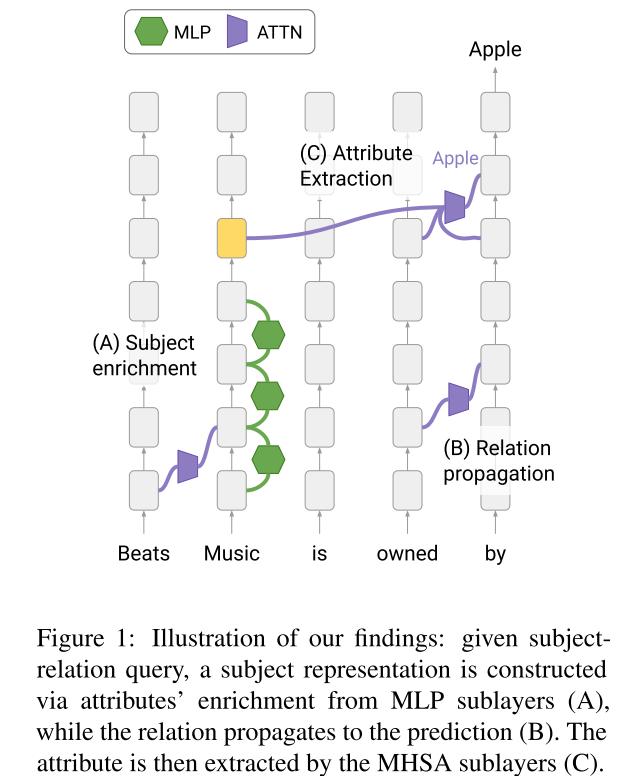 MLP ATTN
Apple
(C) Attribute
Extraction
Apple
(A) Subject
enrichment
(B) Relation
propagation
Beats Music is owned by
Figure 1: Illustration of our findings: given subject-
relation query, a subject representation is constructed
via attributes’ enrichment from MLP sublayers (A),
while the relation propagates to the prediction (B). The
attribute is then extracted by the MHSA sublayers (C).